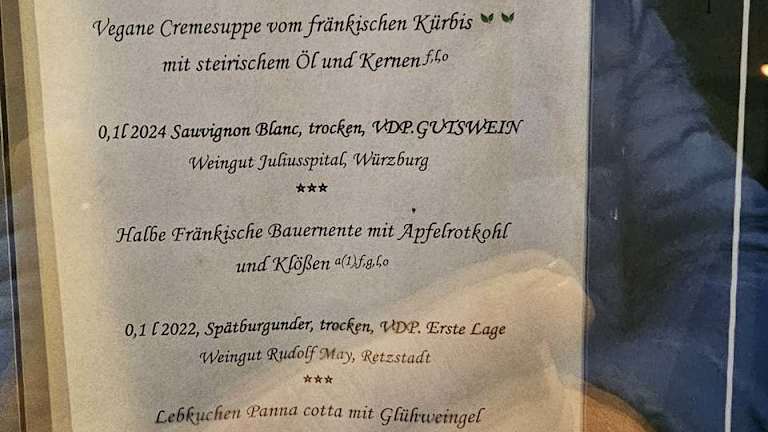 Vegane Cremesuppe vom fränkischen Kürbis
mit steirischem Öl und Kernen f,l,o
0,1l 2024 Sauvignon Blanc, trocken, VDP.GUTSWEIN
Weingut Juliusspital, Würzburg
***
Halbe Fränkische Bauernente mit Apfelrotkohl
und Klößen a(1),f,g,l,o
0,1 l 2022, Spätburgunder, trocken, VDP. Erste Lage
Weingut Rudolf May, Retzstadt
***
Lebkuchen Panna cotta mit Glühweingel